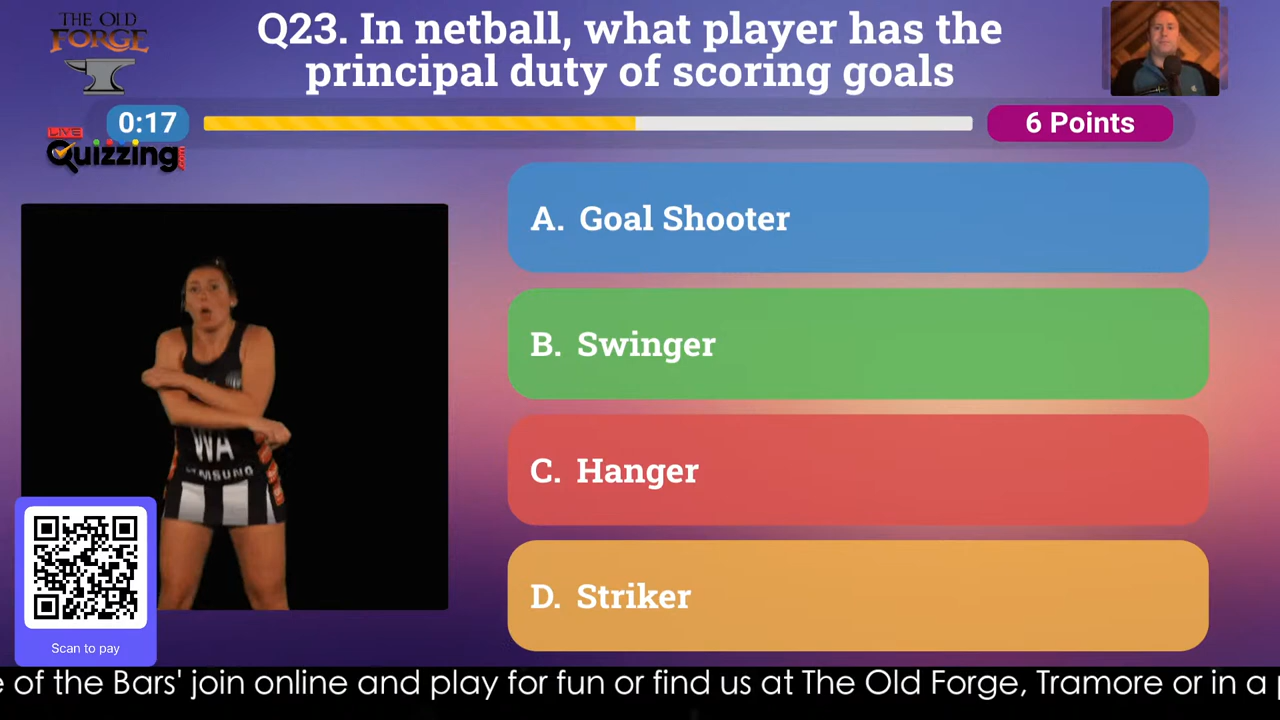 THE OLD
FORGE
Q23. In netball, what player has the
principal duty of scoring goals
0:17
6 Points
LIVE
Quizzing.com
A. Goal Shooter
B. Swinger
C. Hanger
D. Striker
WA
SAMSUNG
Scan to pay
e of the Bars' join online and play for fun or find us at The Old Forge, Tramore or in a p